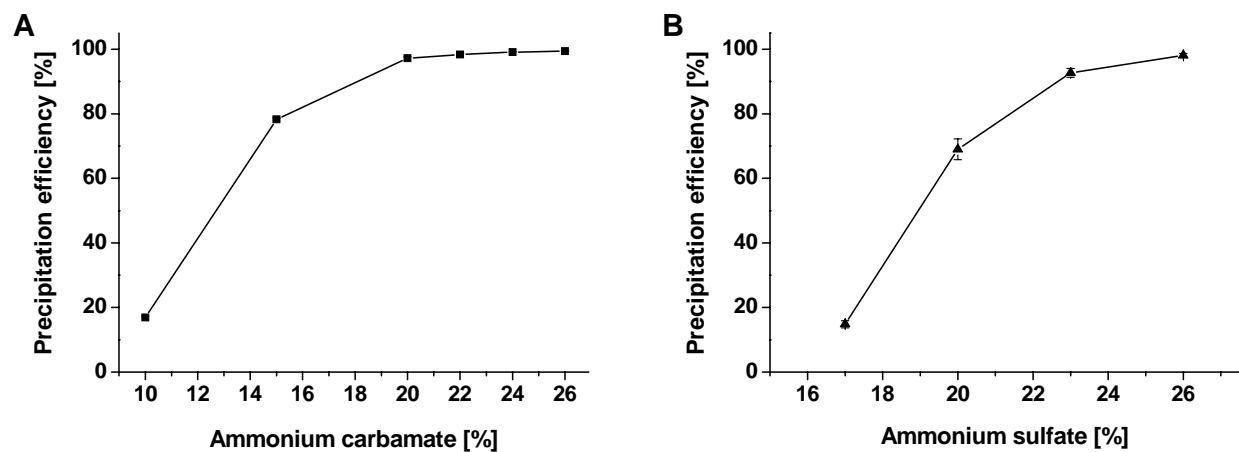 A
Precipitation efficiency [%]
100
80
60
40
20
0
10 12 14 16 18 20 22 24 26
Ammonium carbamate [%]
B
Precipitation efficiency [%]
100
80
60
40
20
0
16 18 20 22 24 26
Ammonium sulfate [%]